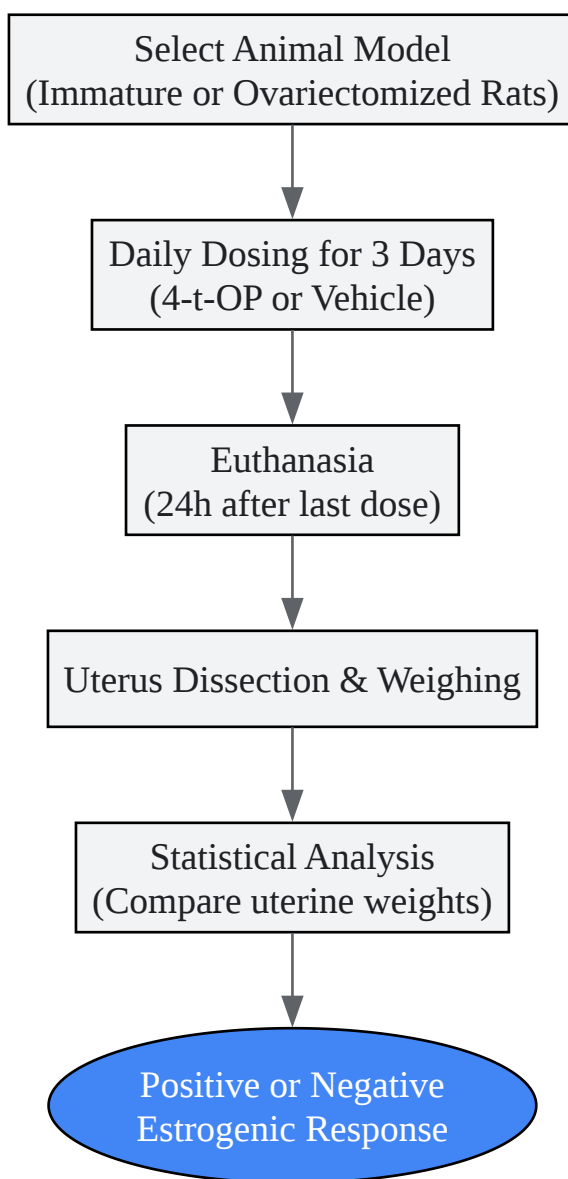 Select Animal Model
(Immature or Ovariectomized Rats)
Daily Dosing for 3 Days
(4-t-OP or Vehicle)
Euthanasia
(24h after last dose)
Uterus Dissection & Weighing
Statistical Analysis
(Compare uterine weights)
Positive or Negative
Estrogenic Response